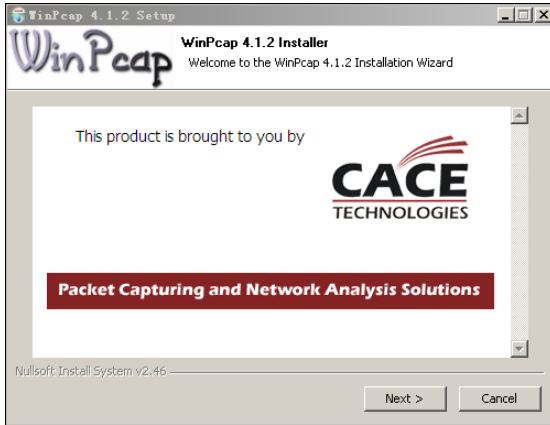 WinPcap 4.1.2 Setup
WinPcap
WinPcap 4.1.2 Installer
Welcome to the WinPcap 4.1.2 Installation Wizard
This product is brought to you by
CACE
TECHNOLOGIES
Packet Capturing and Network Analysis Solutions
Nullsoft Install System v2.46
Next >
Cancel